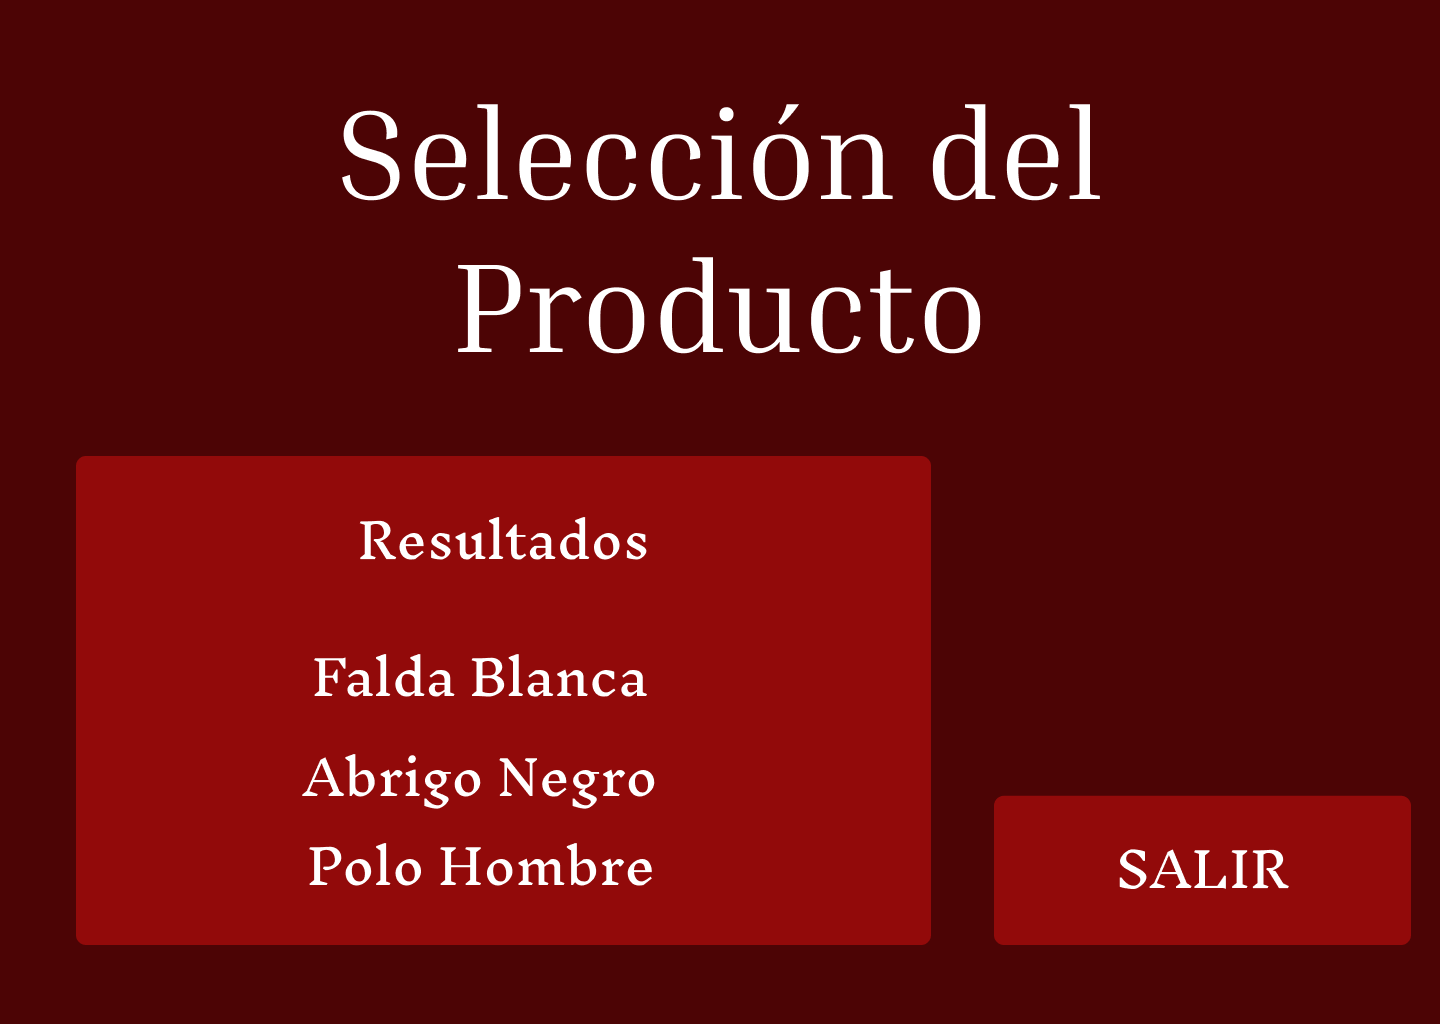 Selección del
Producto
Resultados
Falda Blanca
Abrigo Negro
Polo Hombre
SALIR